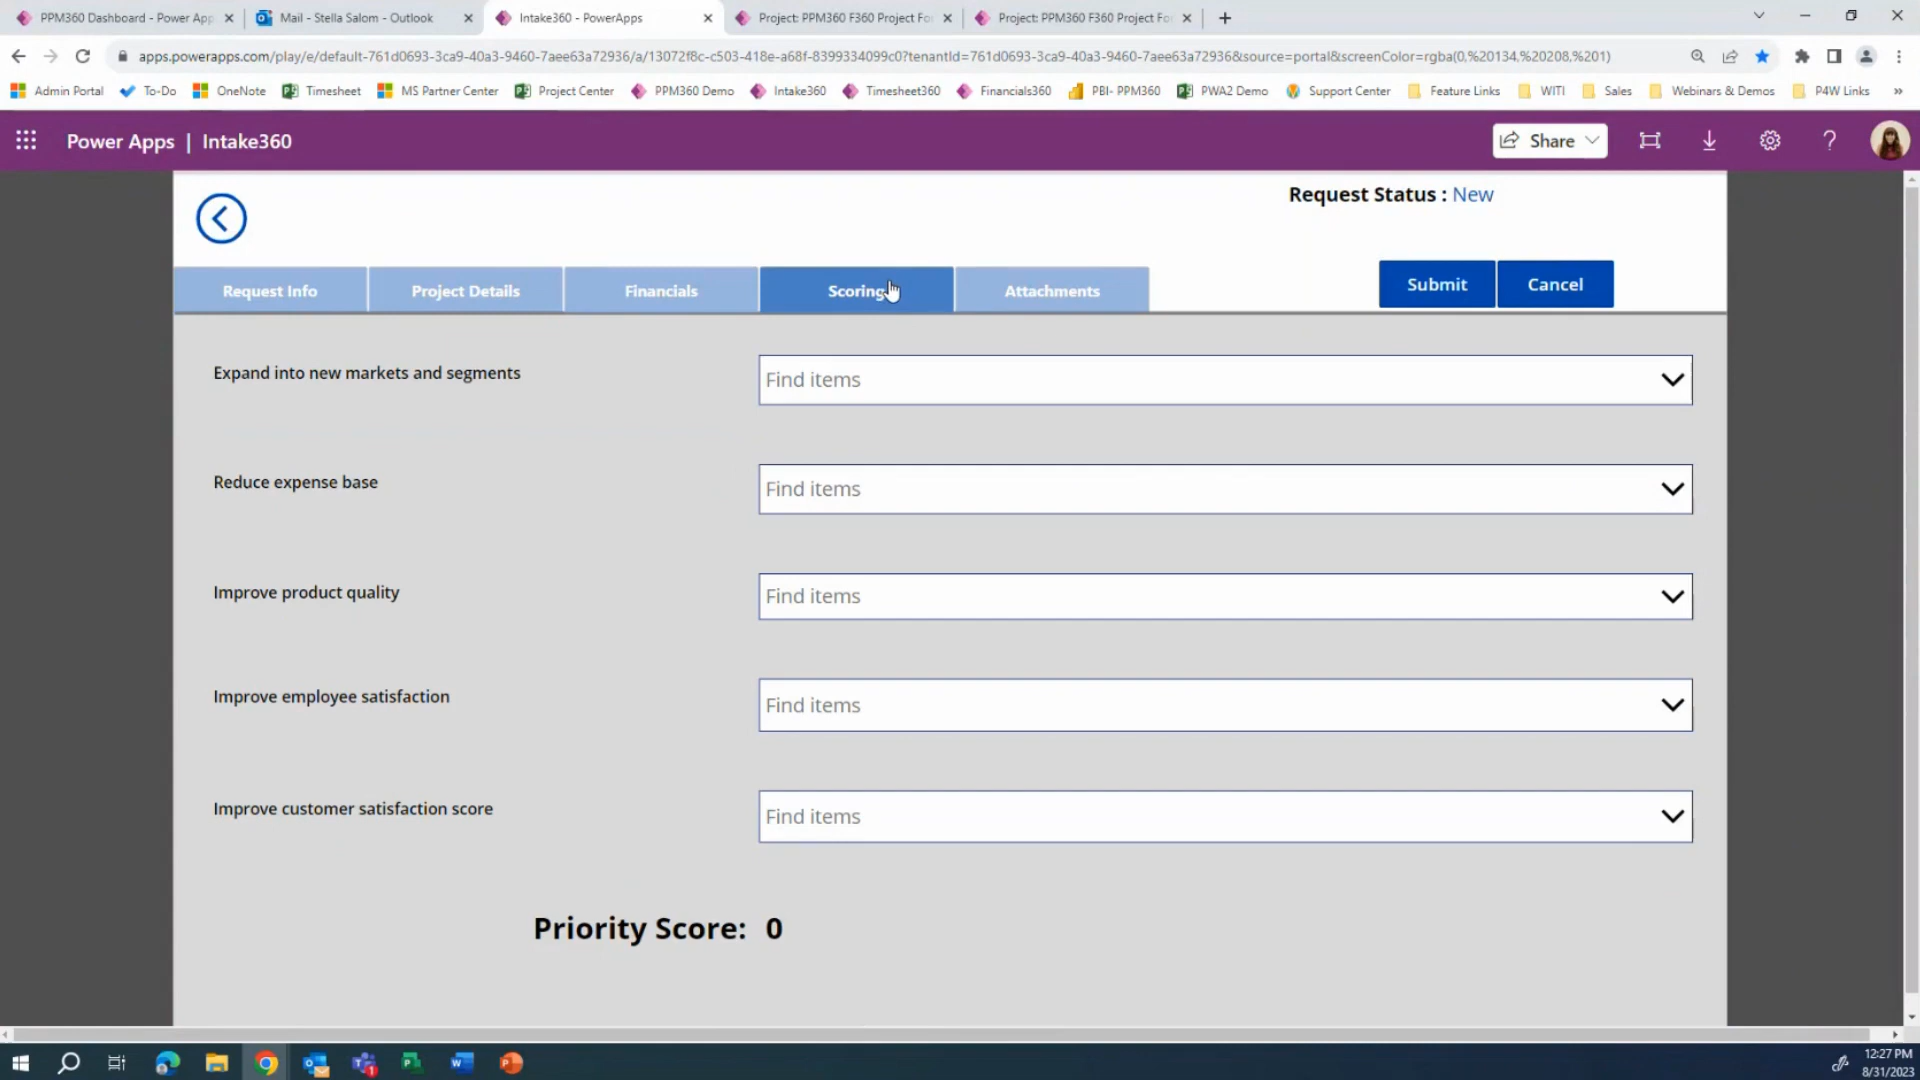 PPM360 Dashboard - Power App
Mail - Stella Salom - Outlook
Intake360 - PowerApps
Project: PPM360 F360 Project Fo
Project: PPM360 F360 Project Fo
apps.powerapps.com/play/e/default-761d0693-3ca9-40a3-9460-7aee63a72936/a/13072f8c-c503-418e-a68f-8399334099c0?tenantId=761d0693-3ca9-40a3-9460-7aee63a72936&source=portal&screenColor=rgba(0,%20134,%20208,%201)
Admin Portal To-Do OneNote Timesheet MS Partner Center Project Center PPM360 Demo Intake360 Timesheet360 Financials360 PBI- PPM360 PWA2 Demo Support Center Feature Links WITI Sales Webinars & Demos P4W Links »
Power Apps | Intake360
Share
?
Request Status : New
Request Info Project Details Financials Scoring Attachments
Submit Cancel
Expand into new markets and segments
Find items
Reduce expense base
Find items
Improve product quality
Find items
Improve employee satisfaction
Find items
Improve customer satisfaction score
Find items
Priority Score: 0
12:27 PM
8/31/2023